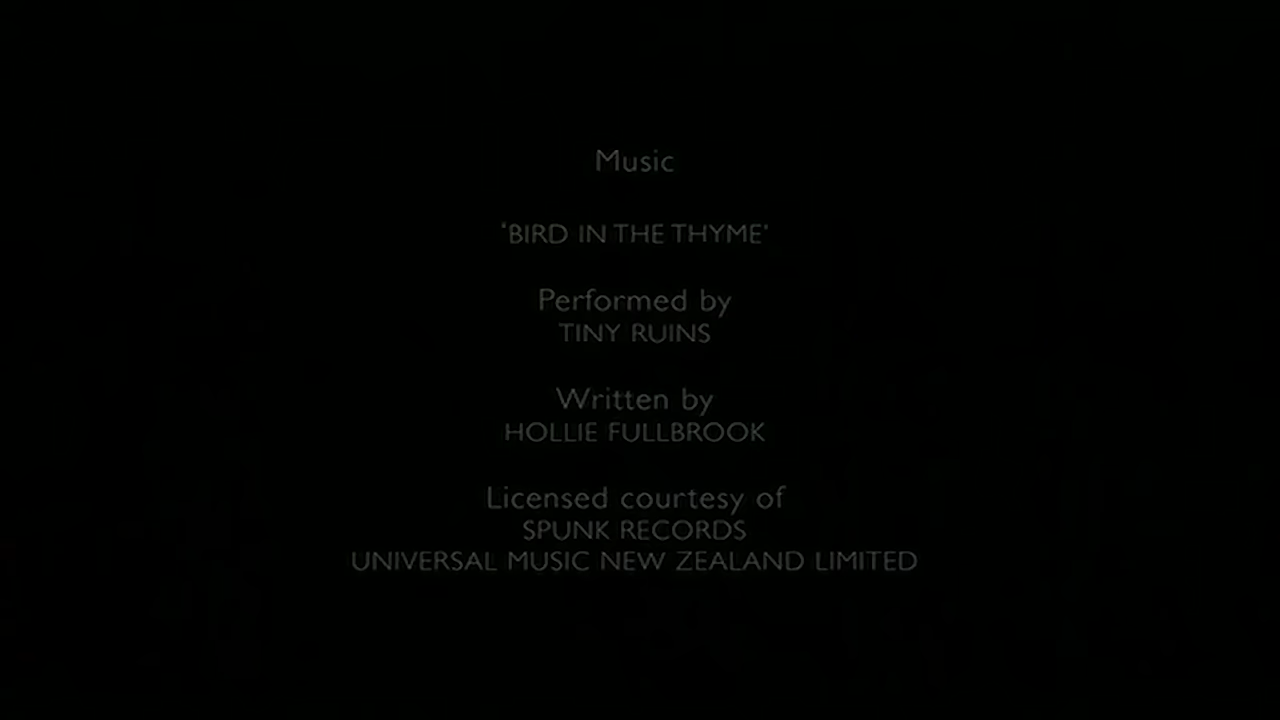 Music
'BIRD IN THE THYME'
Performed by
TINY RUINS
Written by
HOLLIE FULLBROOK
Licensed courtesy of
SPUNK RECORDS
UNIVERSAL MUSIC NEW ZEALAND LIMITED